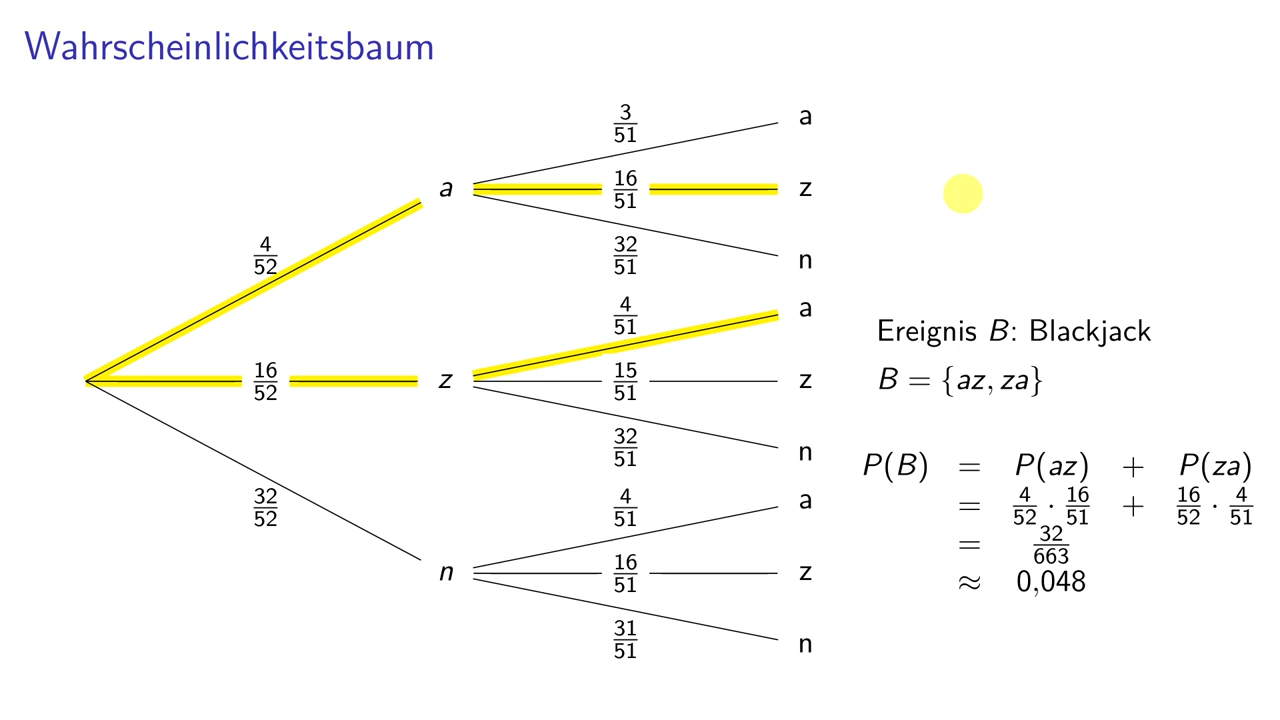 Wahrscheinlichkeitsbaum
3/51
a
4/52
a
16/51
z
32/51
n
4/51
a
16/52
z
15/51
z
32/51
n
32/52
4/51
a
n
16/51
z
31/51
n
Ereignis B: Blackjack
B = {az, za}
P(B) = P(az) + P(za)
= 4/52 · 16/51 + 16/52 · 4/51
= 32/663
≈ 0,048